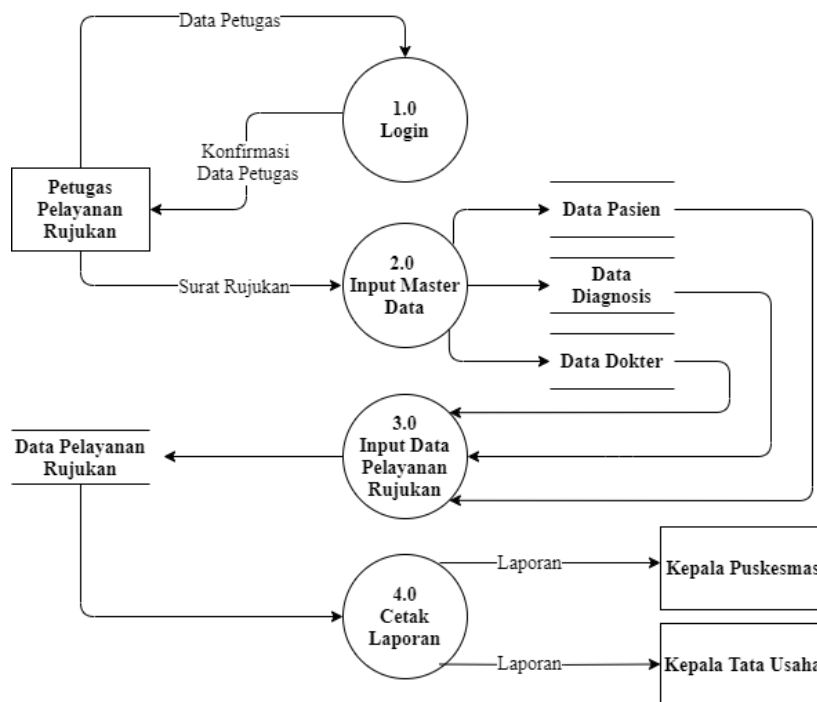 Data Petugas
1.0
Login
Konfirmasi
Data Petugas
Petugas
Pelayanan
Rujukan
Surat Rujukan
2.0
Input Master
Data
Data Pasien
Data
Diagnosis
Data Dokter
3.0
Input Data
Pelayanan
Rujukan
Data Pelayanan
Rujukan
4.0
Cetak
Laporan
Laporan
Kepala Puskesmas
Laporan
Kepala Tata Usaha